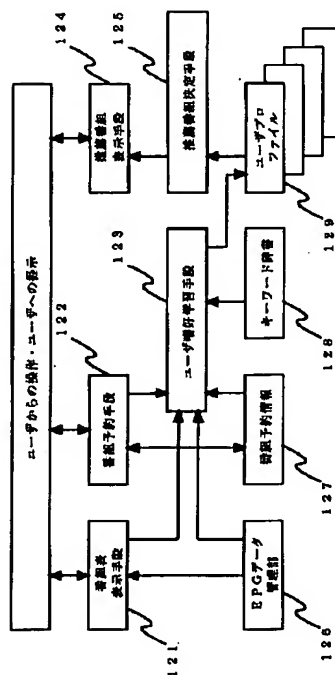 ユーザからの操作・ユーザへの指示
121
番組表
表示手段
122
番組予約手段
123
ユーザ嗜好学習手段
124
推薦番組
表示手段
125
推薦番組決定手段
EPGデータ
管理部
126
番組予約情報
127
キーワード辞書
128
ユーザプロ
ファイル
129